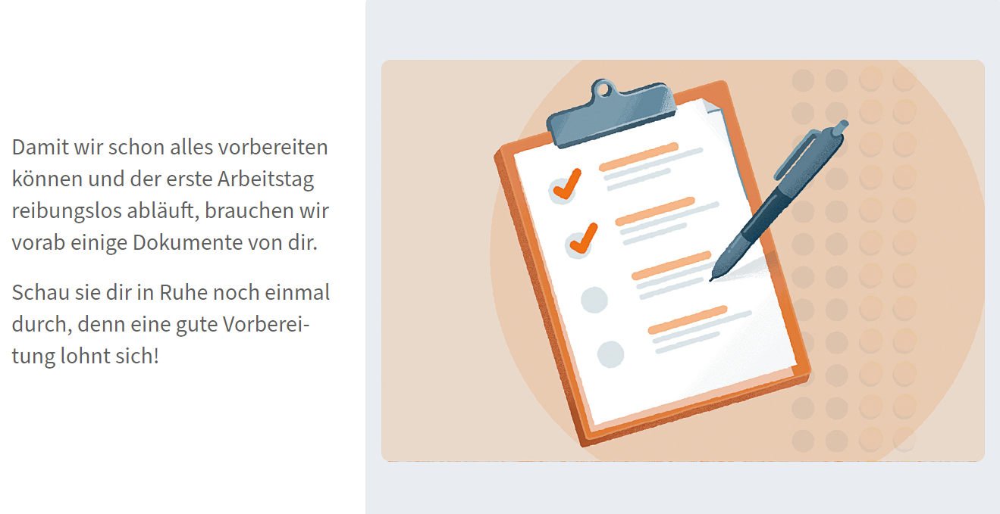 Damit wir schon alles vorbereiten
können und der erste Arbeitstag
reibungslos abläuft, brauchen wir
vorab einige Dokumente von dir.
Schau sie dir in Ruhe noch einmal
durch, denn eine gute Vorberei-
tung lohnt sich!